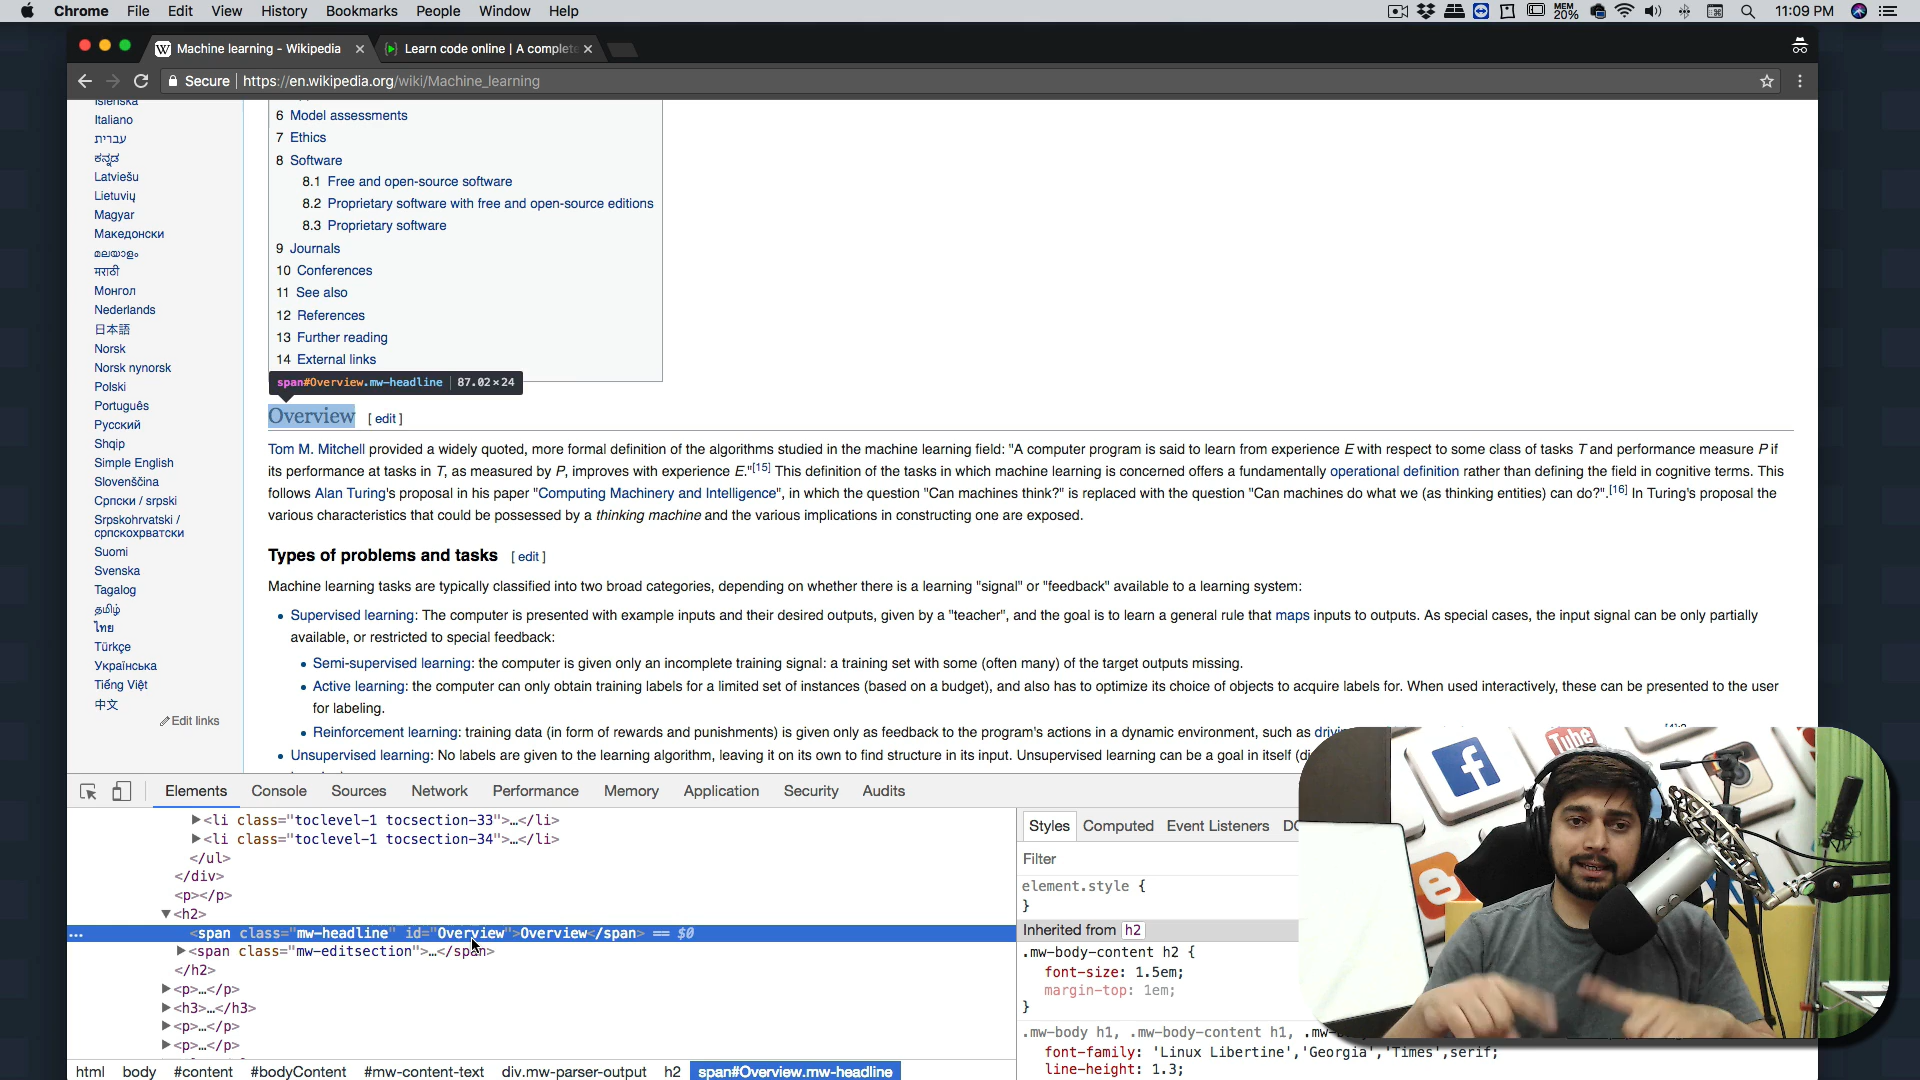 Chrome File Edit View History Bookmarks People Window Help
MEM 20% 11:09 PM
Machine learning - Wikipedia
Learn code online | A complete
Secure | https://en.wikipedia.org/wiki/Machine_learning
Íslenska
Italiano
עברית
ಕನ್ನಡ
Latviešu
Lietuvių
Magyar
Македонски
മലയാളം
मराठी
Монгол
Nederlands
日本語
Norsk
Norsk nynorsk
Polski
Português
Русский
Shqip
Simple English
Slovenščina
Српски / srpski
Srpskohrvatski /
српскохрватски
Suomi
Svenska
Tagalog
தமிழ்
ไทย
Türkçe
Українська
Tiếng Việt
中文
Edit links
6 Model assessments
7 Ethics
8 Software
8.1 Free and open-source software
8.2 Proprietary software with free and open-source editions
8.3 Proprietary software
9 Journals
10 Conferences
11 See also
12 References
13 Further reading
14 External links
span#Overview.mw-headline | 87.02×24
Overview [ edit ]
Tom M. Mitchell provided a widely quoted, more formal definition of the algorithms studied in the machine learning field: "A computer program is said to learn from experience E with respect to some class of tasks T and performance measure P if
its performance at tasks in T, as measured by P, improves with experience E."[15] This definition of the tasks in which machine learning is concerned offers a fundamentally operational definition rather than defining the field in cognitive terms. This
follows Alan Turing's proposal in his paper "Computing Machinery and Intelligence", in which the question "Can machines think?" is replaced with the question "Can machines do what we (as thinking entities) can do?".[16] In Turing's proposal the
various characteristics that could be possessed by a thinking machine and the various implications in constructing one are exposed.
Types of problems and tasks [ edit ]
Machine learning tasks are typically classified into two broad categories, depending on whether there is a learning "signal" or "feedback" available to a learning system:
• Supervised learning: The computer is presented with example inputs and their desired outputs, given by a "teacher", and the goal is to learn a general rule that maps inputs to outputs. As special cases, the input signal can be only partially
available, or restricted to special feedback:
• Semi-supervised learning: the computer is given only an incomplete training signal: a training set with some (often many) of the target outputs missing.
• Active learning: the computer can only obtain training labels for a limited set of instances (based on a budget), and also has to optimize its choice of objects to acquire labels for. When used interactively, these can be presented to the user
for labeling.
• Reinforcement learning: training data (in form of rewards and punishments) is given only as feedback to the program's actions in a dynamic environment, such as
• Unsupervised learning: No labels are given to the learning algorithm, leaving it on its own to find structure in its input. Unsupervised learning can be a goal in itself
Tube
Elements Console Sources Network Performance Memory Application Security Audits
▶<li class="toclevel-1 tocsection-33">…</li>
▶<li class="toclevel-1 tocsection-34">…</li>
</ul>
</div>
<p></p>
▼<h2>
... <span class="mw-headline" id="Overview">Overview</span> == $0
▶<span class="mw-editsection">…</span>
</h2>
▶<p>…</p>
▶<h3>…</h3>
▶<p>…</p>
▶<p>…</p>
html body #content #bodyContent #mw-content-text div.mw-parser-output h2 span#Overview.mw-headline
Styles Computed Event Listeners
Filter
element.style {
}
Inherited from h2
.mw-body-content h2 {
font-size: 1.5em;
margin-top: 1em;
}
.mw-body h1, .mw-body-content h1,
font-family: 'Linux Libertine','Georgia','Times',serif;
line-height: 1.3;